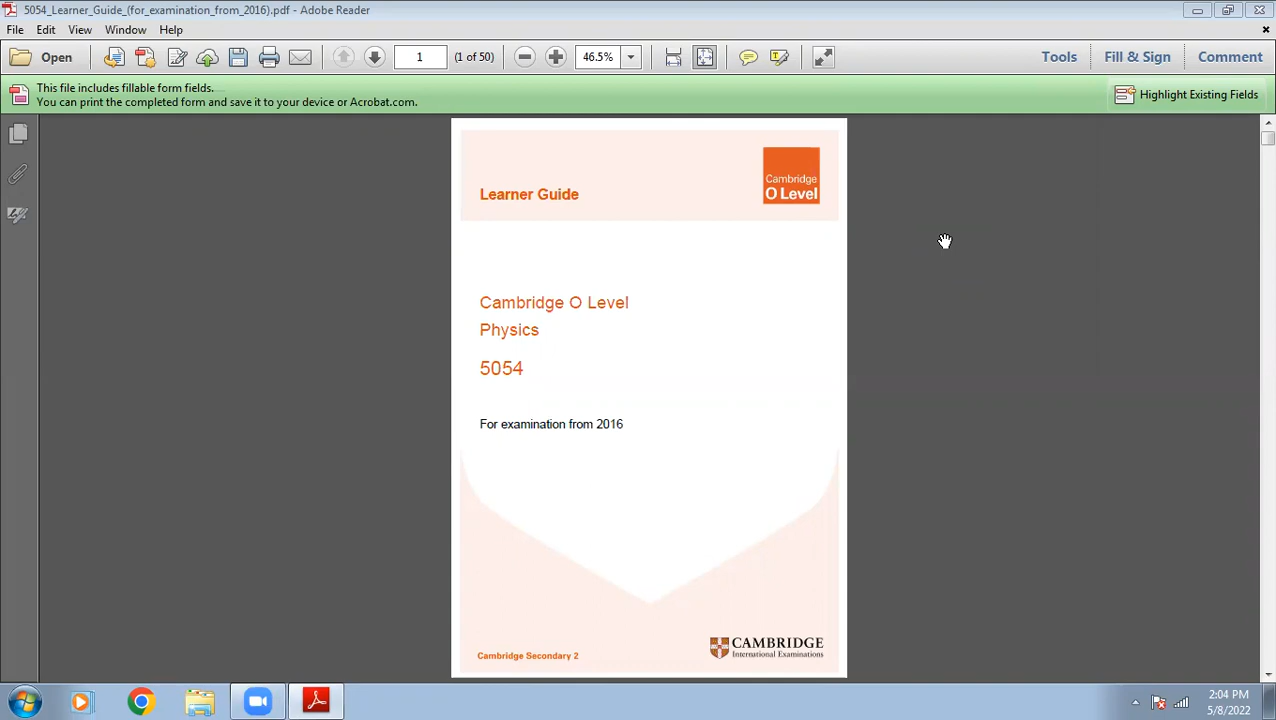 5054_Learner_Guide_(for_examination_from_2016).pdf - Adobe Reader
File Edit View Window Help
Open 1 (1 of 50) 46.5% Tools Fill & Sign Comment
This file includes fillable form fields.
You can print the completed form and save it to your device or Acrobat.com.
Highlight Existing Fields
Cambridge
O Level
Learner Guide
Cambridge O Level
Physics
5054
For examination from 2016
CAMBRIDGE
International Examinations
Cambridge Secondary 2
2:04 PM
5/8/2022